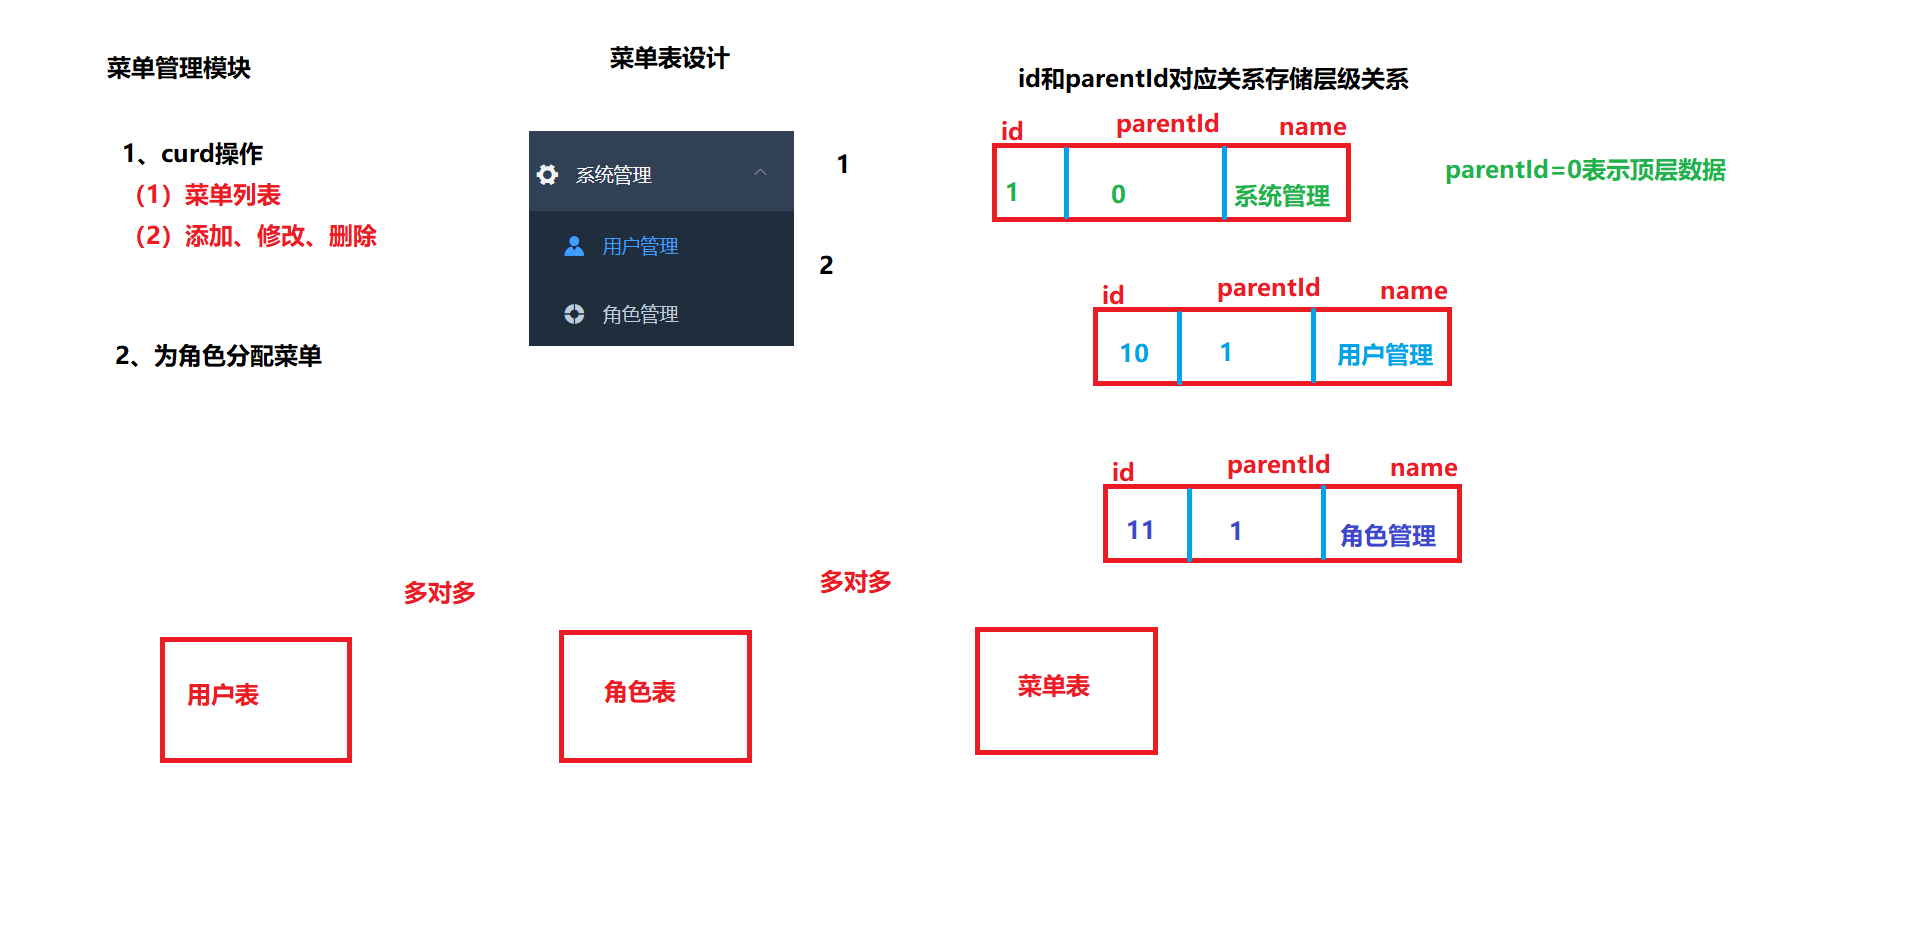 菜单管理模块
1、curd操作
（1）菜单列表
（2）添加、修改、删除
2、为角色分配菜单
菜单表设计
系统管理
用户管理
角色管理
1
2
id和parentId对应关系存储层级关系
id parentId name
1 0 系统管理
parentId=0表示顶层数据
id parentId name
10 1 用户管理
id parentId name
11 1 角色管理
多对多
多对多
用户表
角色表
菜单表